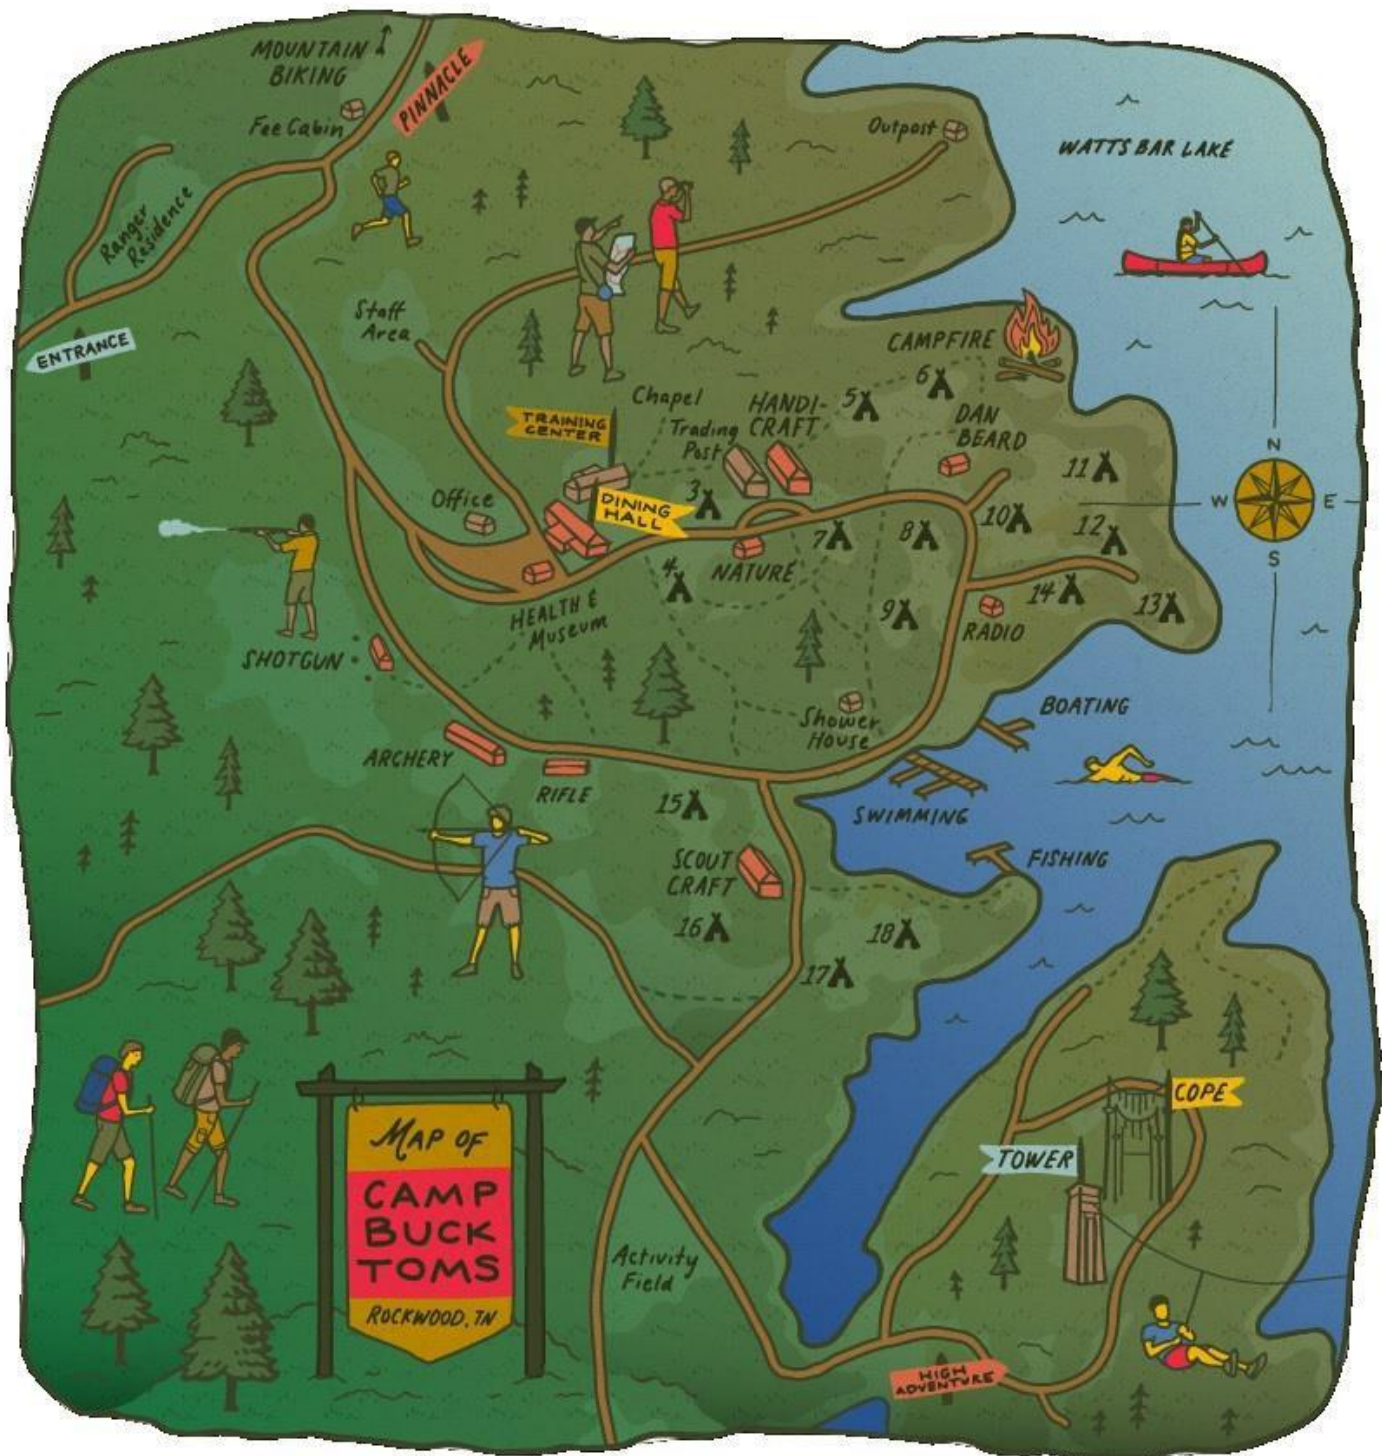 MOUNTAIN
BIKING
PINNACLE
Fee Cabin
Outpost
WATTS BAR LAKE
Ranger
Residence
ENTRANCE
Staff
Area
CAMPFIRE
Chapel
TRAINING
CENTER
Trading
Post
HANDI-
CRAFT
5
6
DAN
BEARD
11
N
W
E
S
Office
DINING
HALL
3
10
12
7
8
4
NATURE
9
14
13
RADIO
HEALTH &
Museum
SHOTGUN
Shower
House
BOATING
ARCHERY
RIFLE
15
SWIMMING
SCOUT
CRAFT
FISHING
16
18
17
COPE
TOWER
MAP OF
CAMP
BUCK
TOMS
ROCKWOOD, TN
Activity
Field
HIGH
ADVENTURE